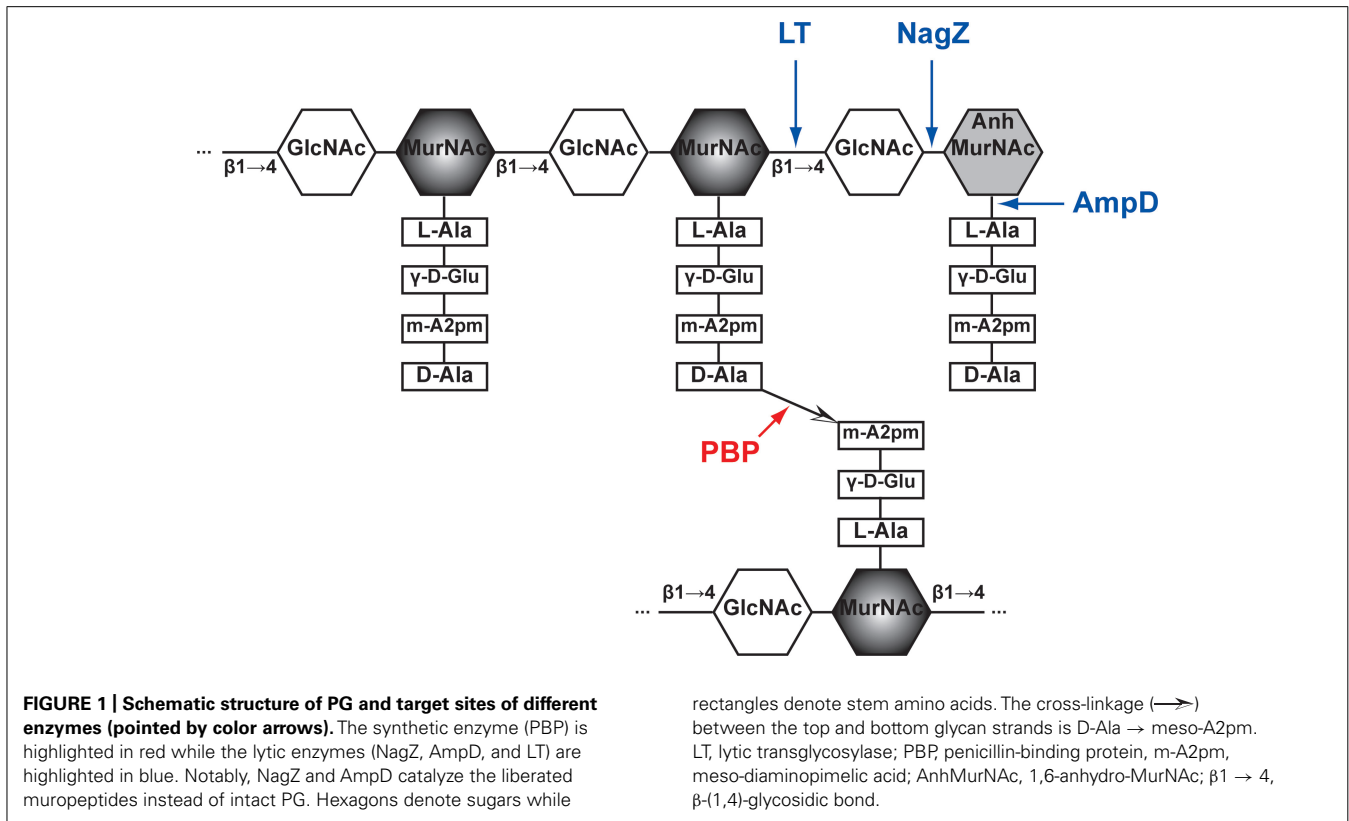 LT NagZ
Anh
... GlcNAc MurNAc GlcNAc MurNAc GlcNAc MurNAc
β1→4 β1→4 β1→4
AmpD
L-Ala L-Ala L-Ala
γ-D-Glu γ-D-Glu γ-D-Glu
m-A2pm m-A2pm m-A2pm
D-Ala D-Ala D-Ala
m-A2pm
PBP
γ-D-Glu
L-Ala
β1→4 β1→4
... GlcNAc MurNAc ...
FIGURE 1 | Schematic structure of PG and target sites of different
enzymes (pointed by color arrows). The synthetic enzyme (PBP) is
highlighted in red while the lytic enzymes (NagZ, AmpD, and LT) are
highlighted in blue. Notably, NagZ and AmpD catalyze the liberated
muropeptides instead of intact PG. Hexagons denote sugars while
rectangles denote stem amino acids. The cross-linkage (→)
between the top and bottom glycan strands is D-Ala → meso-A2pm.
LT, lytic transglycosylase; PBP, penicillin-binding protein, m-A2pm,
meso-diaminopimelic acid; AnhMurNAc, 1,6-anhydro-MurNAc; β1 → 4,
β-(1,4)-glycosidic bond.